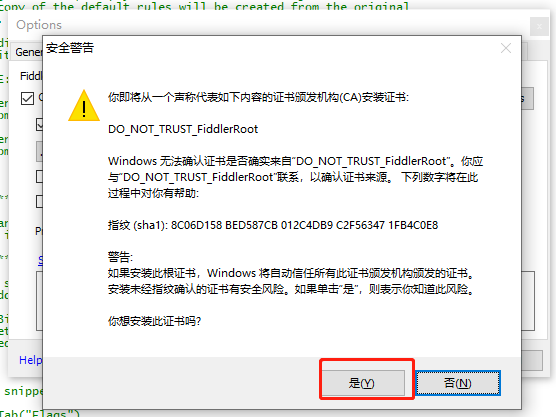 copy of the default rules will be created from the original
Options
安全警告
Gener
Fiddl
你即将从一个声称代表如下内容的证书颁发机构(CA)安装证书:
DO_NOT_TRUST_FiddlerRoot
Windows 无法确认证书是否确实来自“DO_NOT_TRUST_FiddlerRoot”。你应
与“DO_NOT_TRUST_FiddlerRoot”联系，以确认证书来源。 下列数字将在此
过程中对你有帮助:
指纹 (sha1): 8C06D158 BED587CB 012C4DB9 C2F56347 1FB4C0E8
警告:
如果安装此根证书，Windows 将自动信任所有此证书颁发机构颁发的证书。
安装未经指纹确认的证书有安全风险。如果单击“是”，则表示你知道此风险。
你想安装此证书吗?
Help
是(Y)
否(N)
snippe
Tab("Flags")